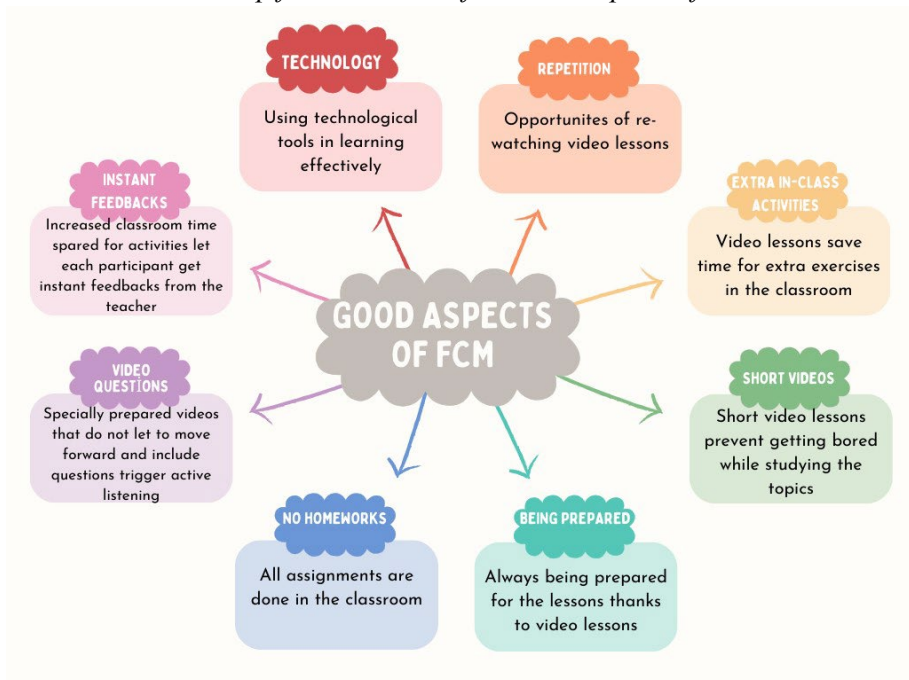 TECHNOLOGY
Using technological
tools in learning
effectively
REPETITION
Opportunites of re-
watching video lessons
INSTANT
FEEDBACKS
Increased classroom time
spared for activities let
each participant get
instant feedbacks from the
teacher
EXTRA IN-CLASS
ACTIVITIES
Video lessons save
time for extra exercises
in the classroom
GOOD ASPECTS
OF FCM
VIDEO
QUESTİONS
Specially prepared videos
that do not let to move
forward and include
questions trigger active
listening
SHORT VIDEOS
Short video lessons
prevent getting bored
while studying the
topics
NO HOMEWORKS
All assignments are
done in the classroom
BEING PREPARED
Always being prepared
for the lessons thanks
to video lessons